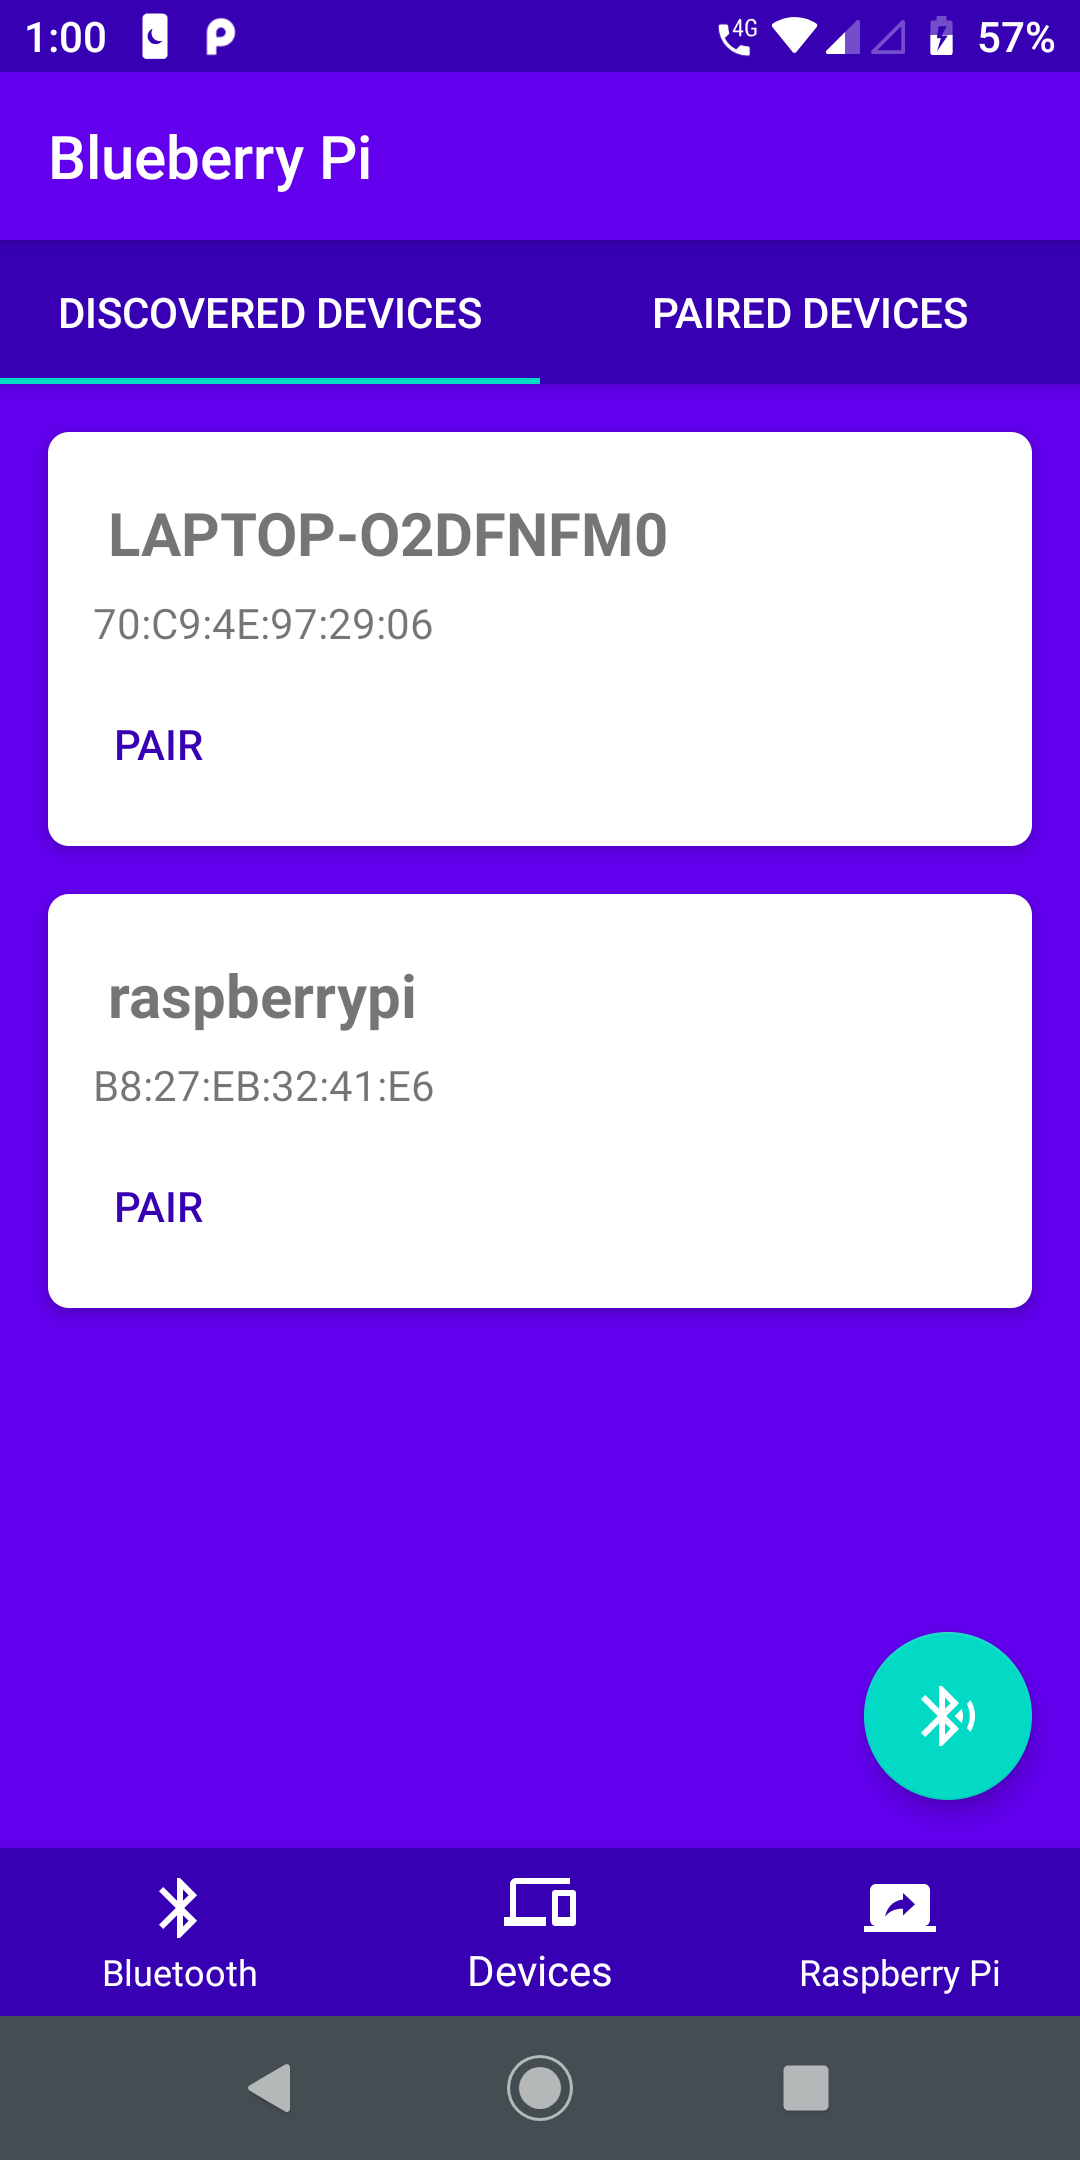 1:00 4G 57%
Blueberry Pi
DISCOVERED DEVICES PAIRED DEVICES
LAPTOP-O2DFNFM0
70:C9:4E:97:29:06
PAIR
raspberrypi
B8:27:EB:32:41:E6
PAIR
Bluetooth Devices Raspberry Pi